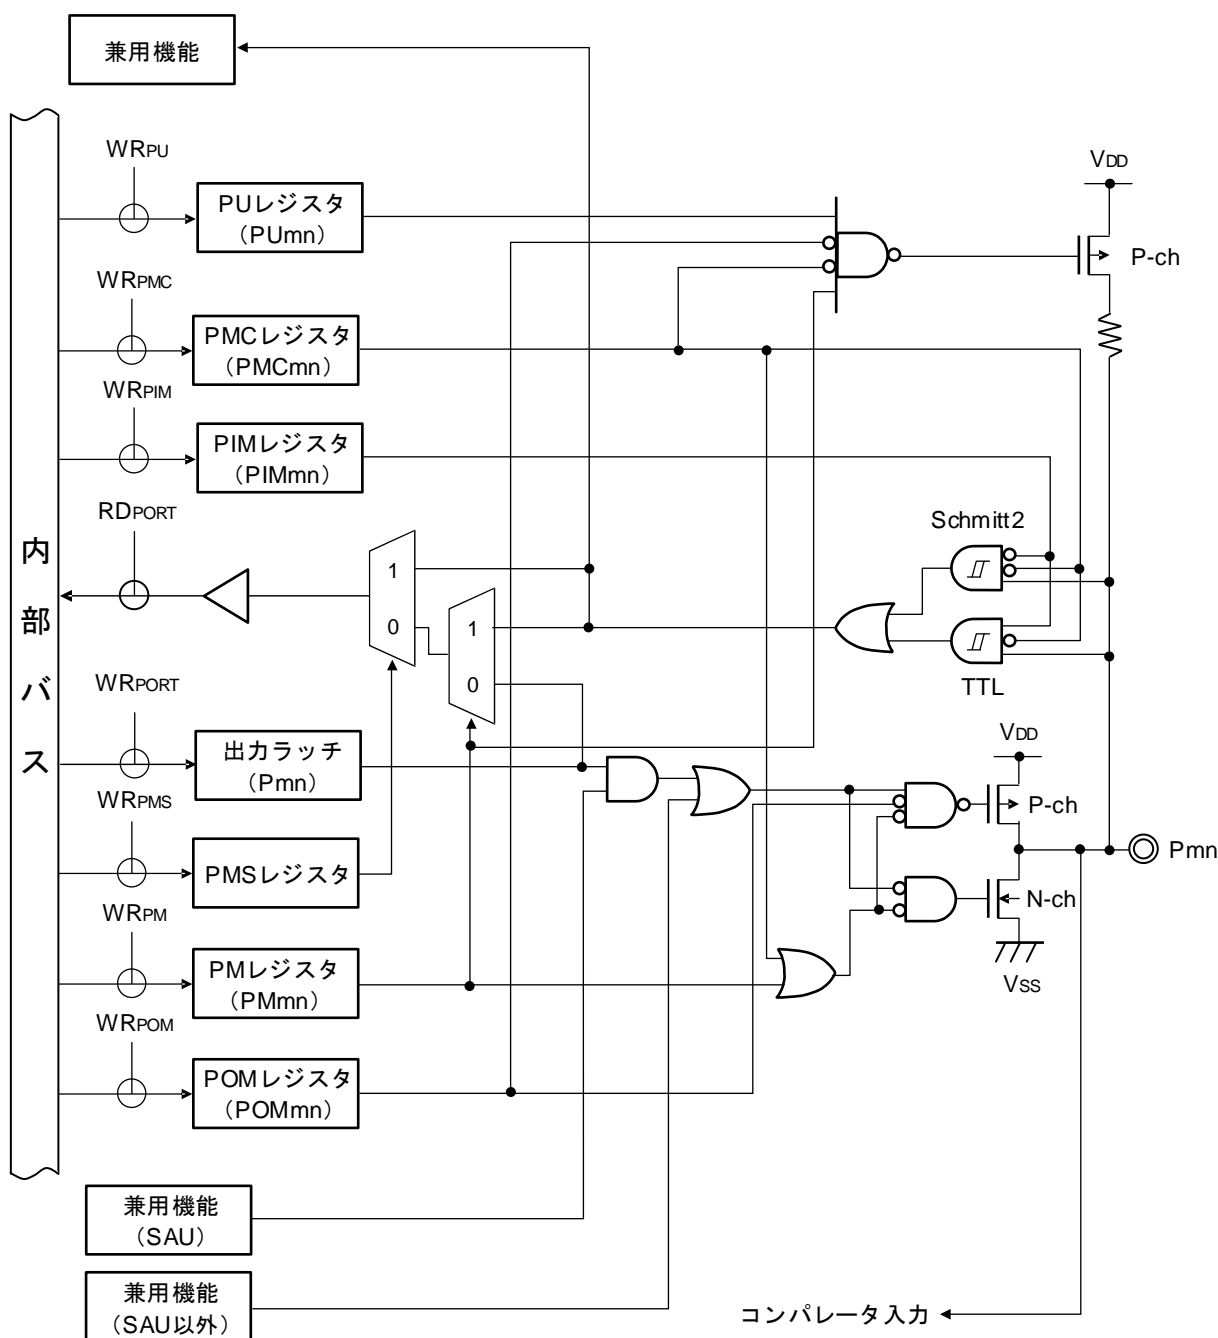 兼用機能
WRPU
PUレジスタ
（PUmn）
VDD
P-ch
WRPMC
PMCレジスタ
（PMCmn）
WRPIM
PIMレジスタ
（PIMmn）
RDPORT
Schmitt2
1
0
1
0
TTL
内部バス
WRPORT
出力ラッチ
（Pmn）
VDD
P-ch
Pmn
WRPMS
PMSレジスタ
N-ch
WRPM
PMレジスタ
（PMmn）
VSS
WRPOM
POMレジスタ
（POMmn）
兼用機能
（SAU）
兼用機能
（SAU以外）
コンパレータ入力